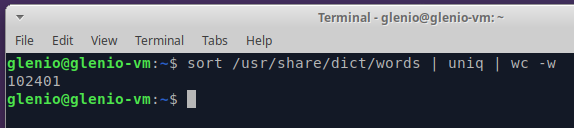 Terminal - glenio@glenio-vm: ~
File Edit View Terminal Tabs Help
glenio@glenio-vm:~$ sort /usr/share/dict/words | uniq | wc -w
102401
glenio@glenio-vm:~$